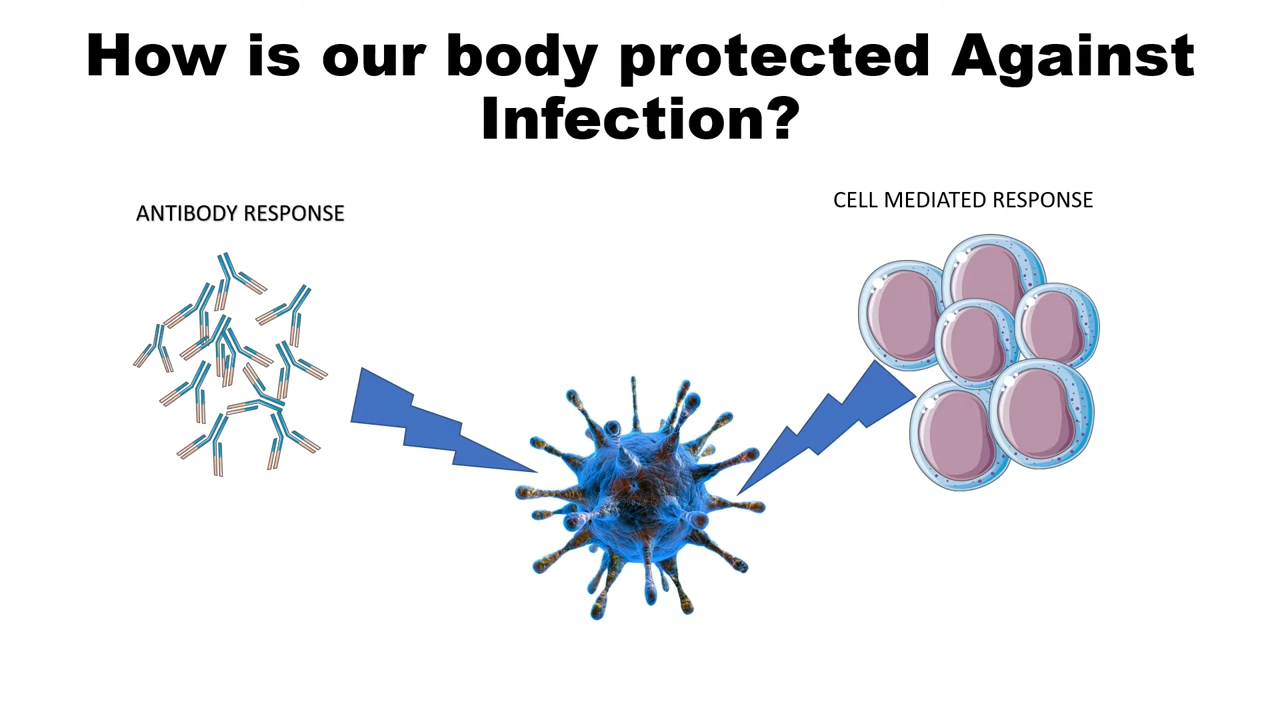 How is our body protected Against
Infection?
ANTIBODY RESPONSE
CELL MEDIATED RESPONSE